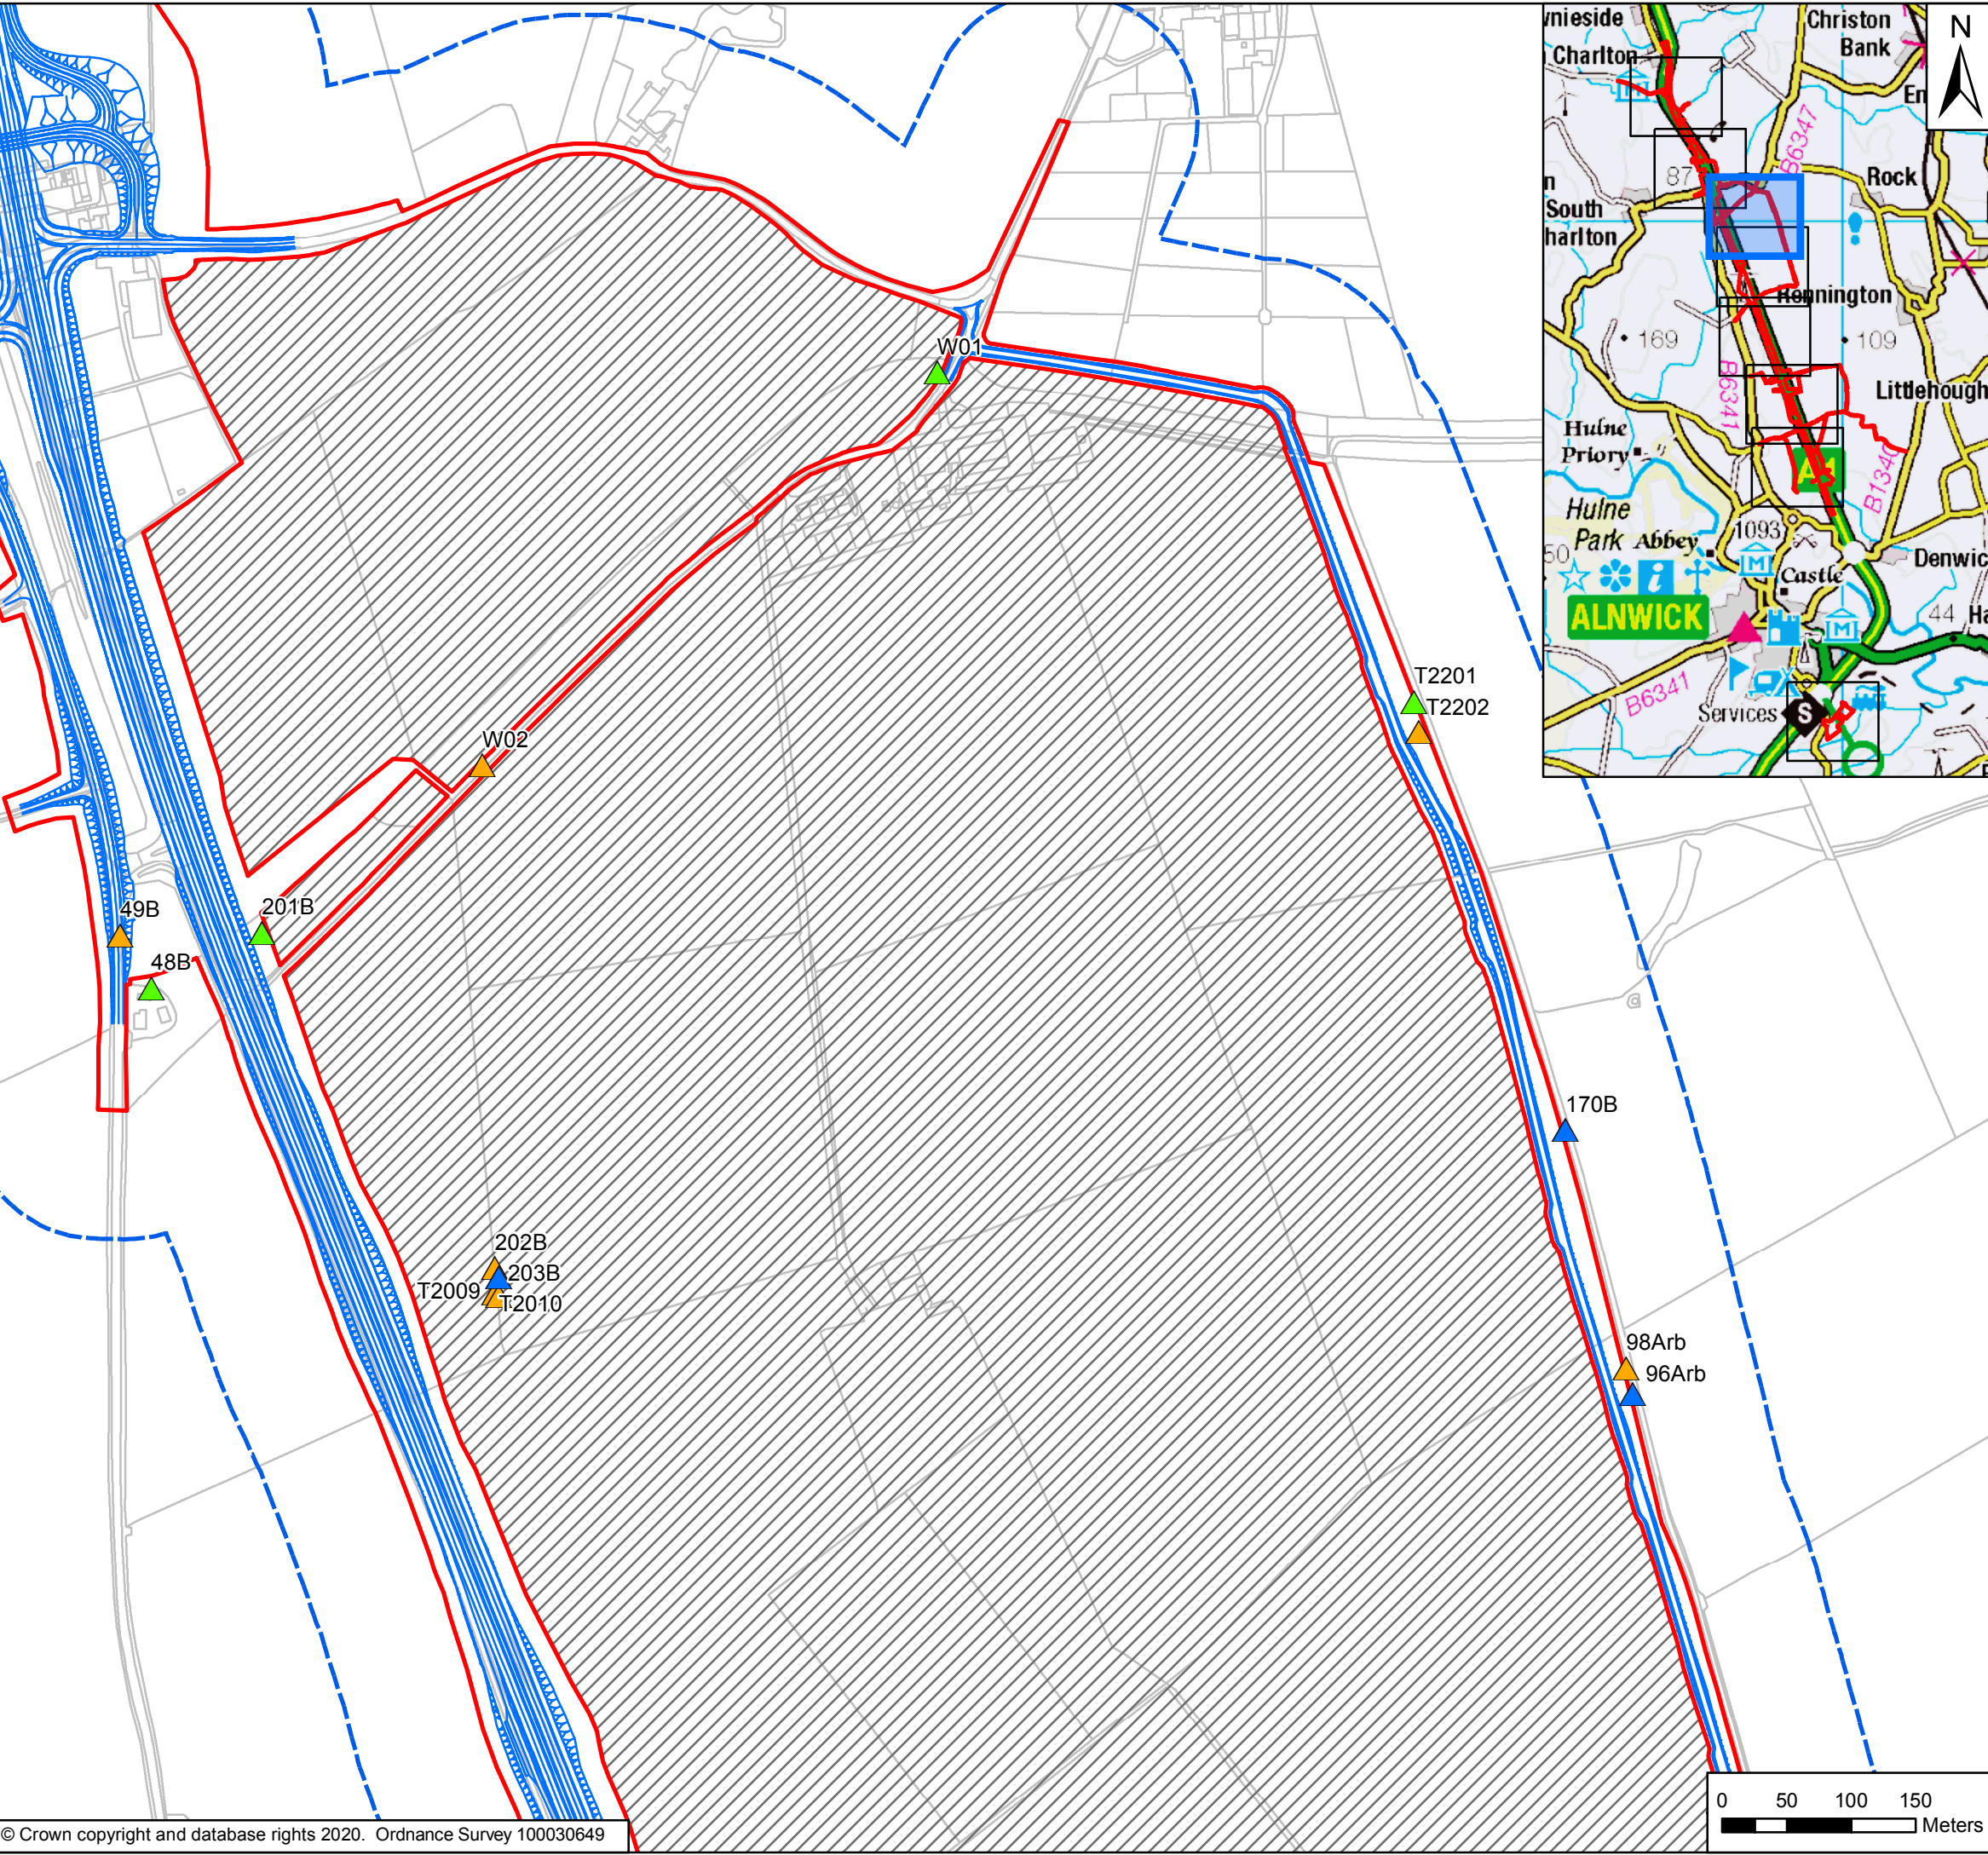 W01
W02
T2201
T2202
49B
201B
48B
170B
202B
203B
T2009
T2010
98Arb
96Arb
© Crown copyright and database rights 2020. Ordnance Survey 100030649
0 50 100 150
Meters
N
Christon
Bank
Charlton
B6347
87
Rock
South
169
109
Rennington
B6341
Littlehough
Hulne
Priory
A1
B1340
Hulne
Park
Abbey
1093
M
i
Castle
Denwic
ALNWICK
M
44
B6341
Services
S